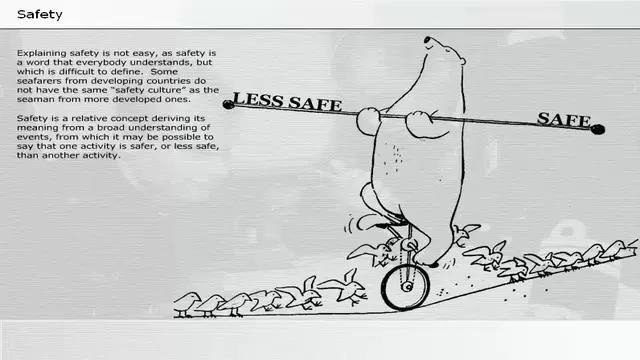 Safety
Explaining safety is not easy, as safety is
a word that everybody understands, but
which is difficult to define. Some
seafarers from developing countries do
not have the same "safety culture" as the
seaman from more developed ones.
Safety is a relative concept deriving its
meaning from a broad understanding of
events, from which it may be possible to
say that one activity is safer, or less safe,
than another activity.
LESS SAFE
SAFE